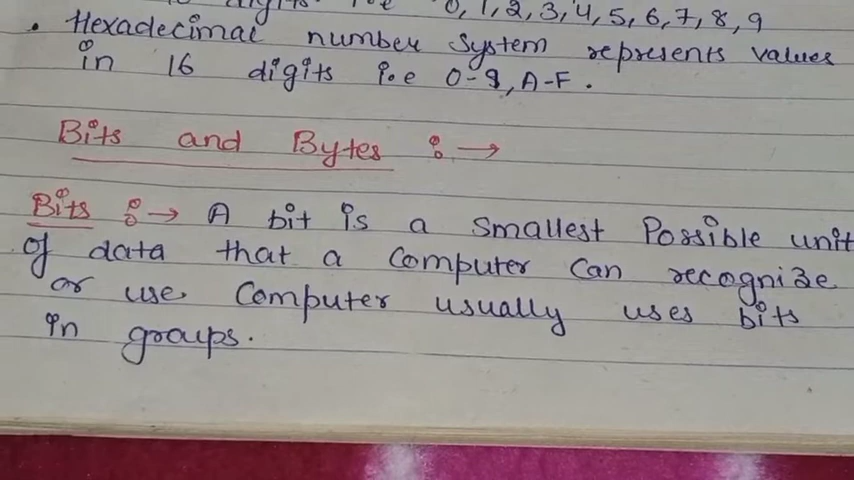 digits i.e 0, 1, 2, 3, 4, 5, 6, 7, 8, 9
• Hexadecimal number System represents values
in 16 digits i.e 0-9, A-F.
Bits and Bytes :→
Bits :→ A bit is a Smallest Possible unit
of data that a Computer Can recognize
or use. Computer usually uses bits
in groups.